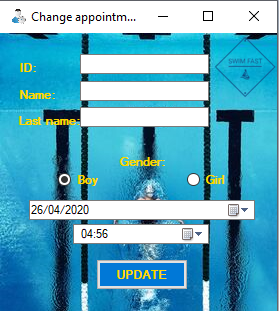 Change appointm...
SWIM FAST
ID:
Name:
Last name:
Gender:
Boy Girl
26/04/2020
04:56
UPDATE